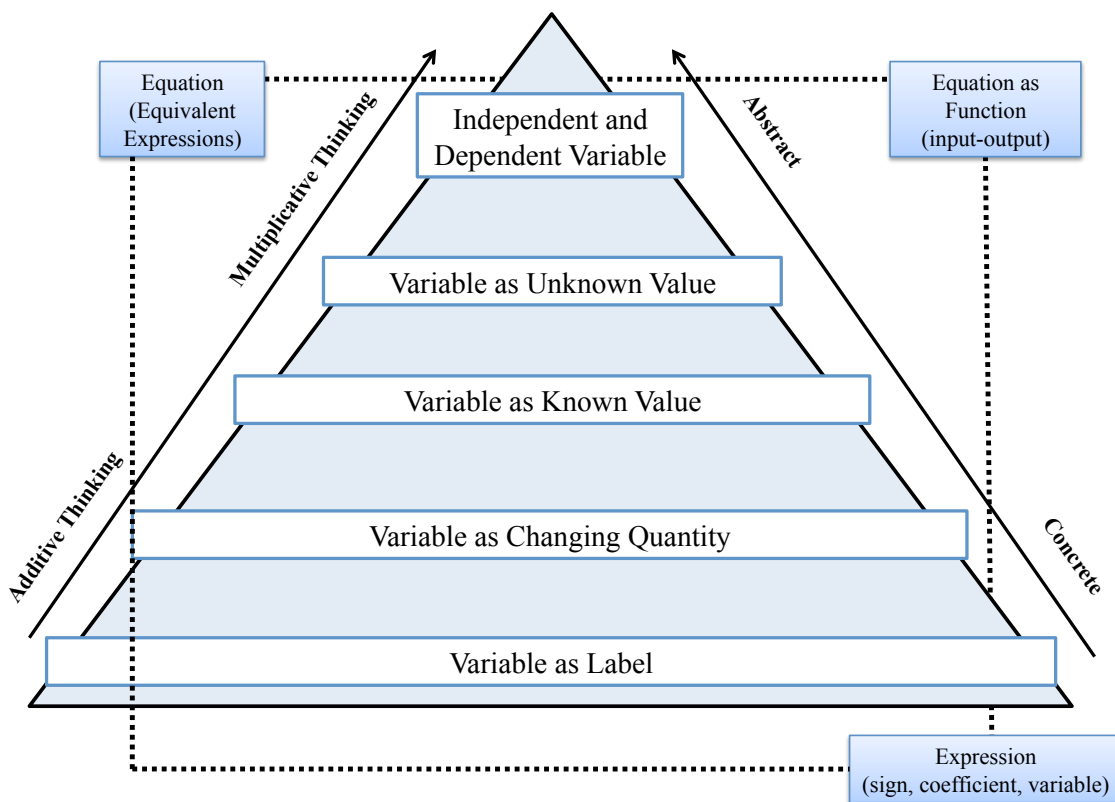 Equation
(Equivalent
Expressions)
Multiplicative Thinking
Additive Thinking
Independent and
Dependent Variable
Variable as Unknown Value
Variable as Known Value
Variable as Changing Quantity
Variable as Label
Abstract
Concrete
Equation as
Function
(input-output)
Expression
(sign, coefficient, variable)